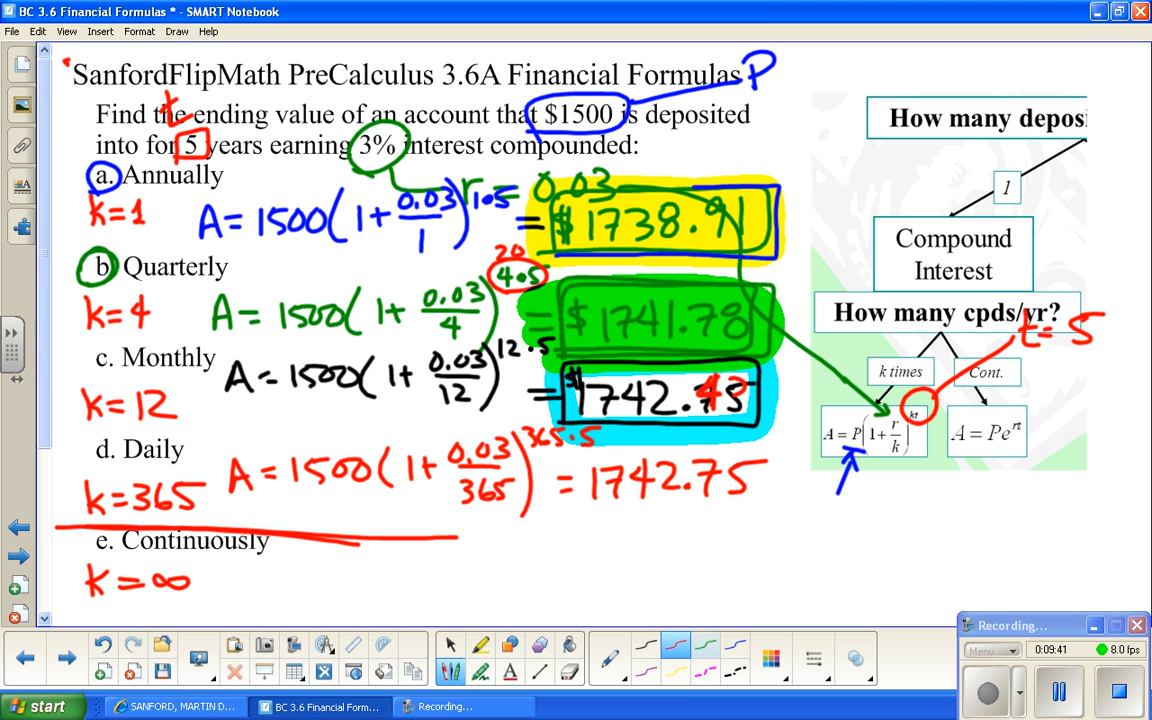 BC 3.6 Financial Formulas * - SMART Notebook
File Edit View Insert Format Draw Help
SanfordFlipMath PreCalculus 3.6A Financial Formulas P
t
Find the ending value of an account that $1500 is deposited
into for 5 years earning 3% interest compounded:
How many deposi
1
a. Annually
r = 0.03
k=1
A = 1500(1+0.03/1)^1·5 = $1738.91
Compound
Interest
b. Quarterly
20
k=4
A = 1500(1+0.03/4)^4·5 = $1741.78
How many cpds/yr?
t=5
c. Monthly
k=12
A = 1500(1+0.03/12)^12·5 = $1742.
k times
Cont.
A = P(1+r/k)^kt
A = Pe^rt
d. Daily
k=365
A = 1500(1+0.03/365)^365·5 = 1742.75
e. Continuously
k=∞
Recording...
Menu
0:09:41
8.0 fps
start
SANFORD, MARTIN D...
BC 3.6 Financial Form...
Recording...